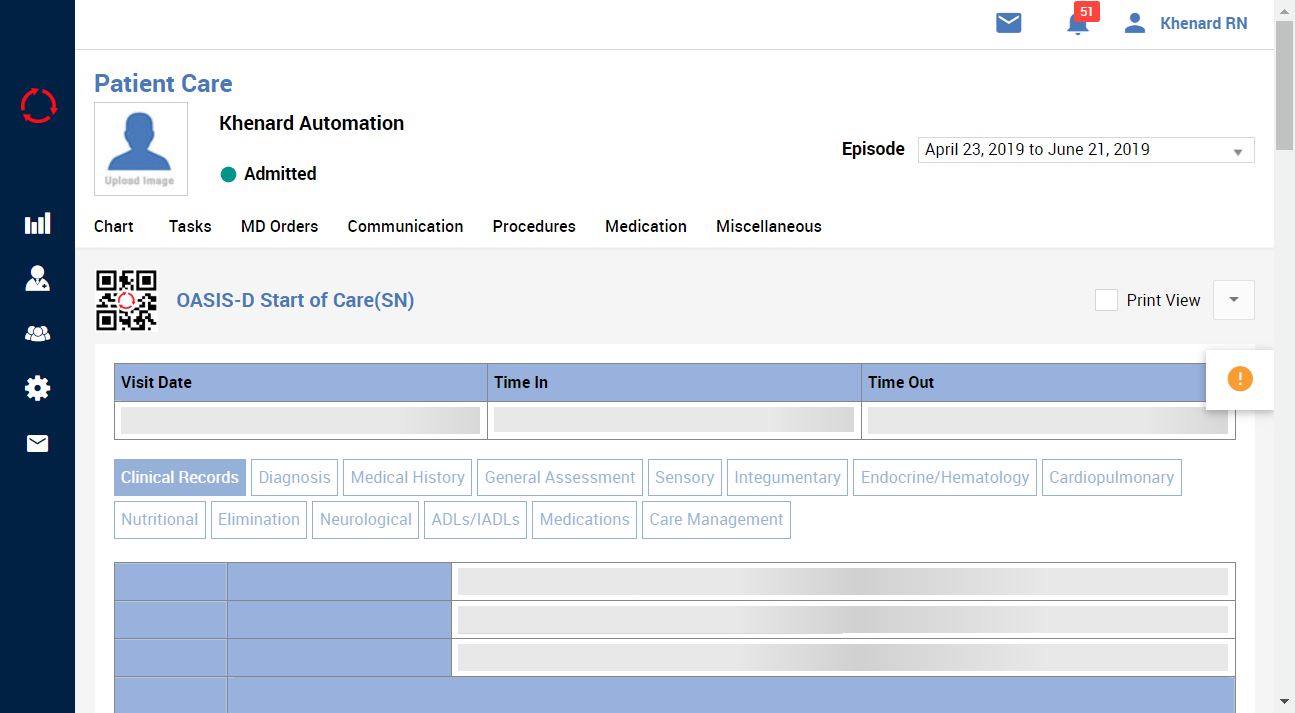 51
Khenard RN
Patient Care
Upload Image
Khenard Automation
Admitted
Episode April 23, 2019 to June 21, 2019
Chart Tasks MD Orders Communication Procedures Medication Miscellaneous
OASIS-D Start of Care(SN)
Print View
Visit Date Time In Time Out
!
Clinical Records Diagnosis Medical History General Assessment Sensory Integumentary Endocrine/Hematology Cardiopulmonary
Nutritional Elimination Neurological ADLs/IADLs Medications Care Management